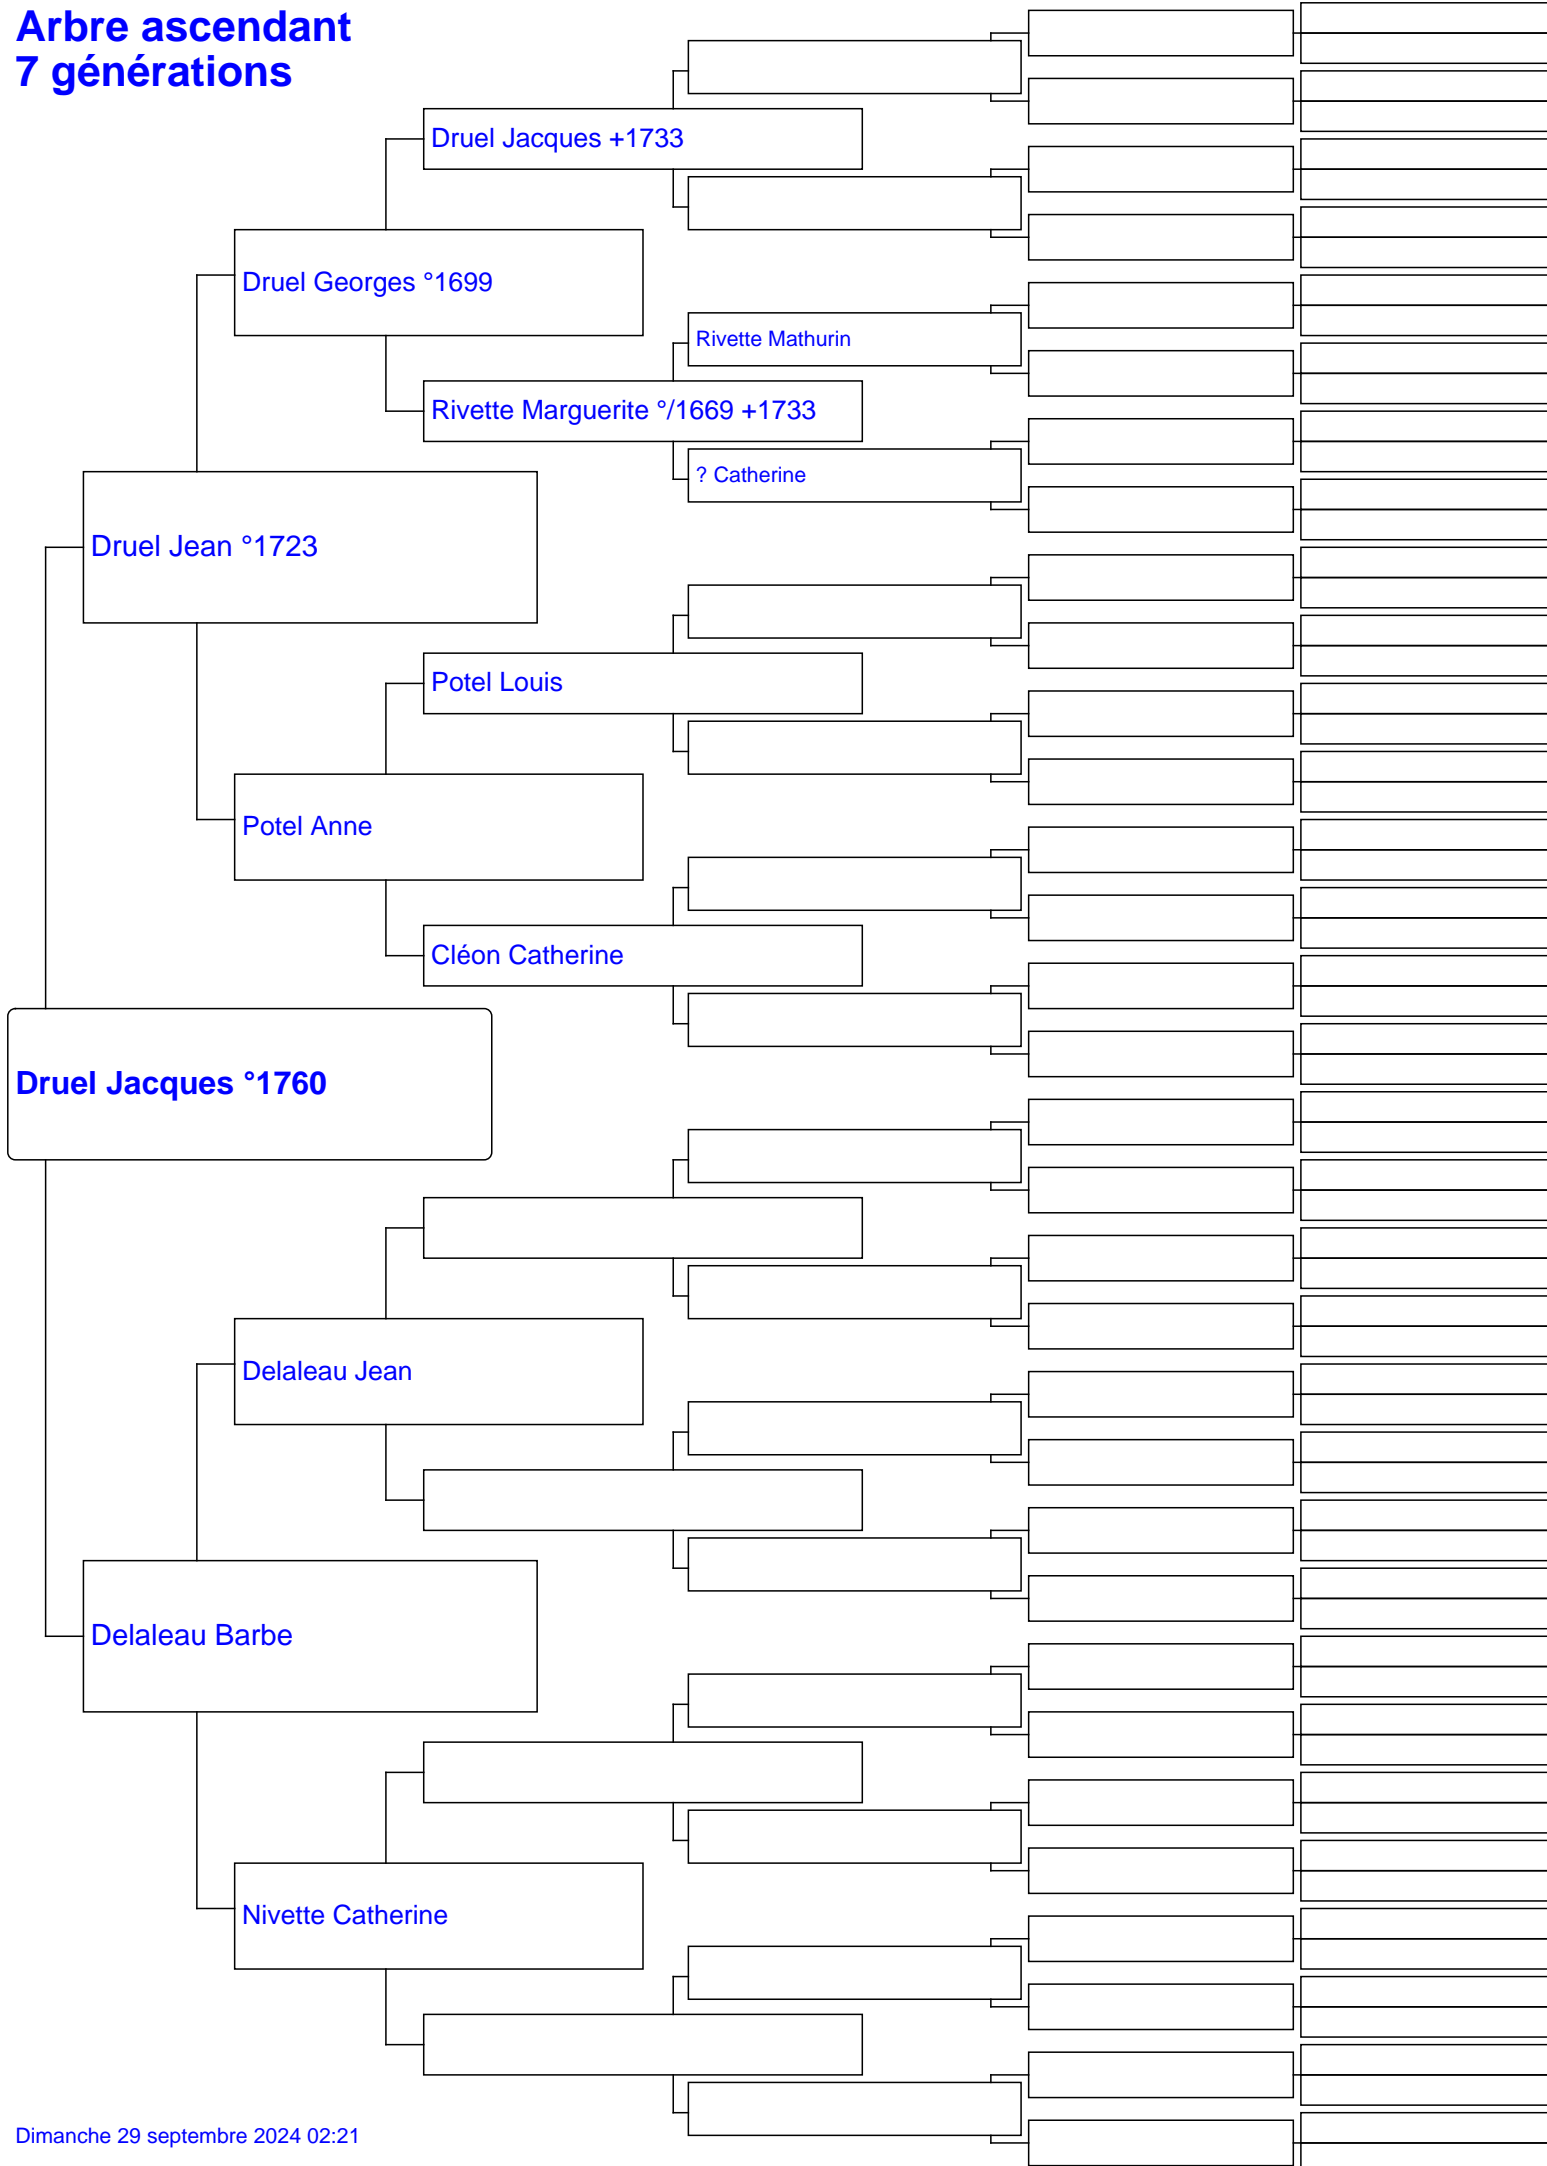 Arbre ascendant
7 générations
Druel Jacques +1733
Druel Georges °1699
Rivette Mathurin
Rivette Marguerite °/1669 +1733
? Catherine
Druel Jean °1723
Potel Louis
Potel Anne
Cléon Catherine
Druel Jacques °1760
Delaleau Jean
Delaleau Barbe
Nivette Catherine
Dimanche 29 septembre 2024 02:21